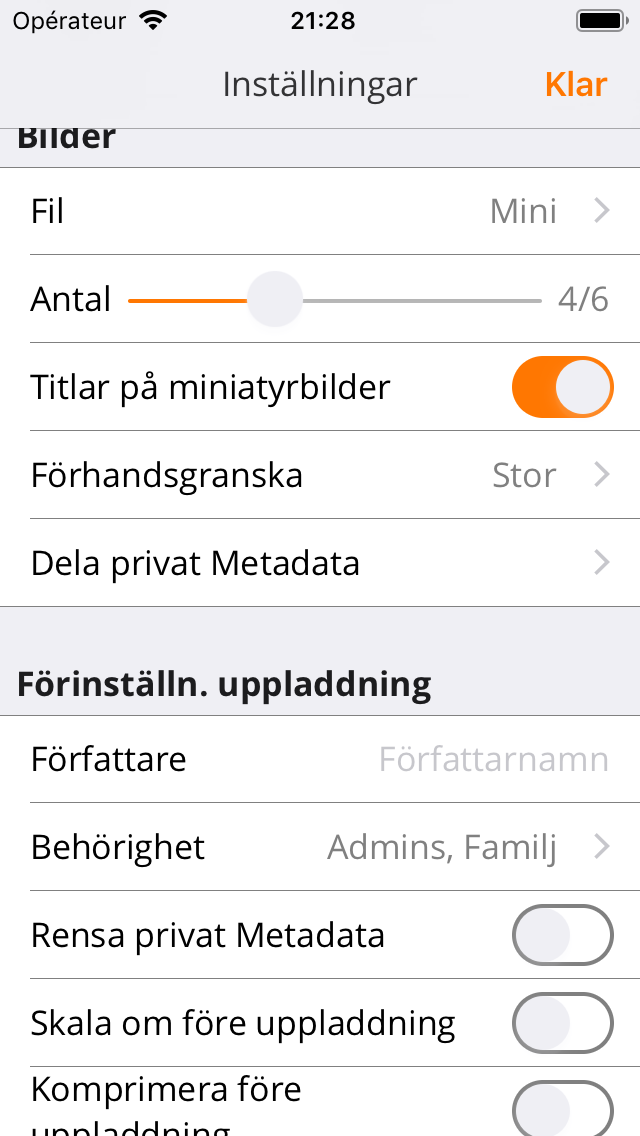 Opérateur 21:28
Inställningar Klar
Bilder
Fil Mini
Antal 4/6
Titlar på miniatyrbilder
Förhandsgranska Stor
Dela privat Metadata
Förinställn. uppladdning
Författare Författarnamn
Behörighet Admins, Familj
Rensa privat Metadata
Skala om före uppladdning
Komprimera före
uppladdning